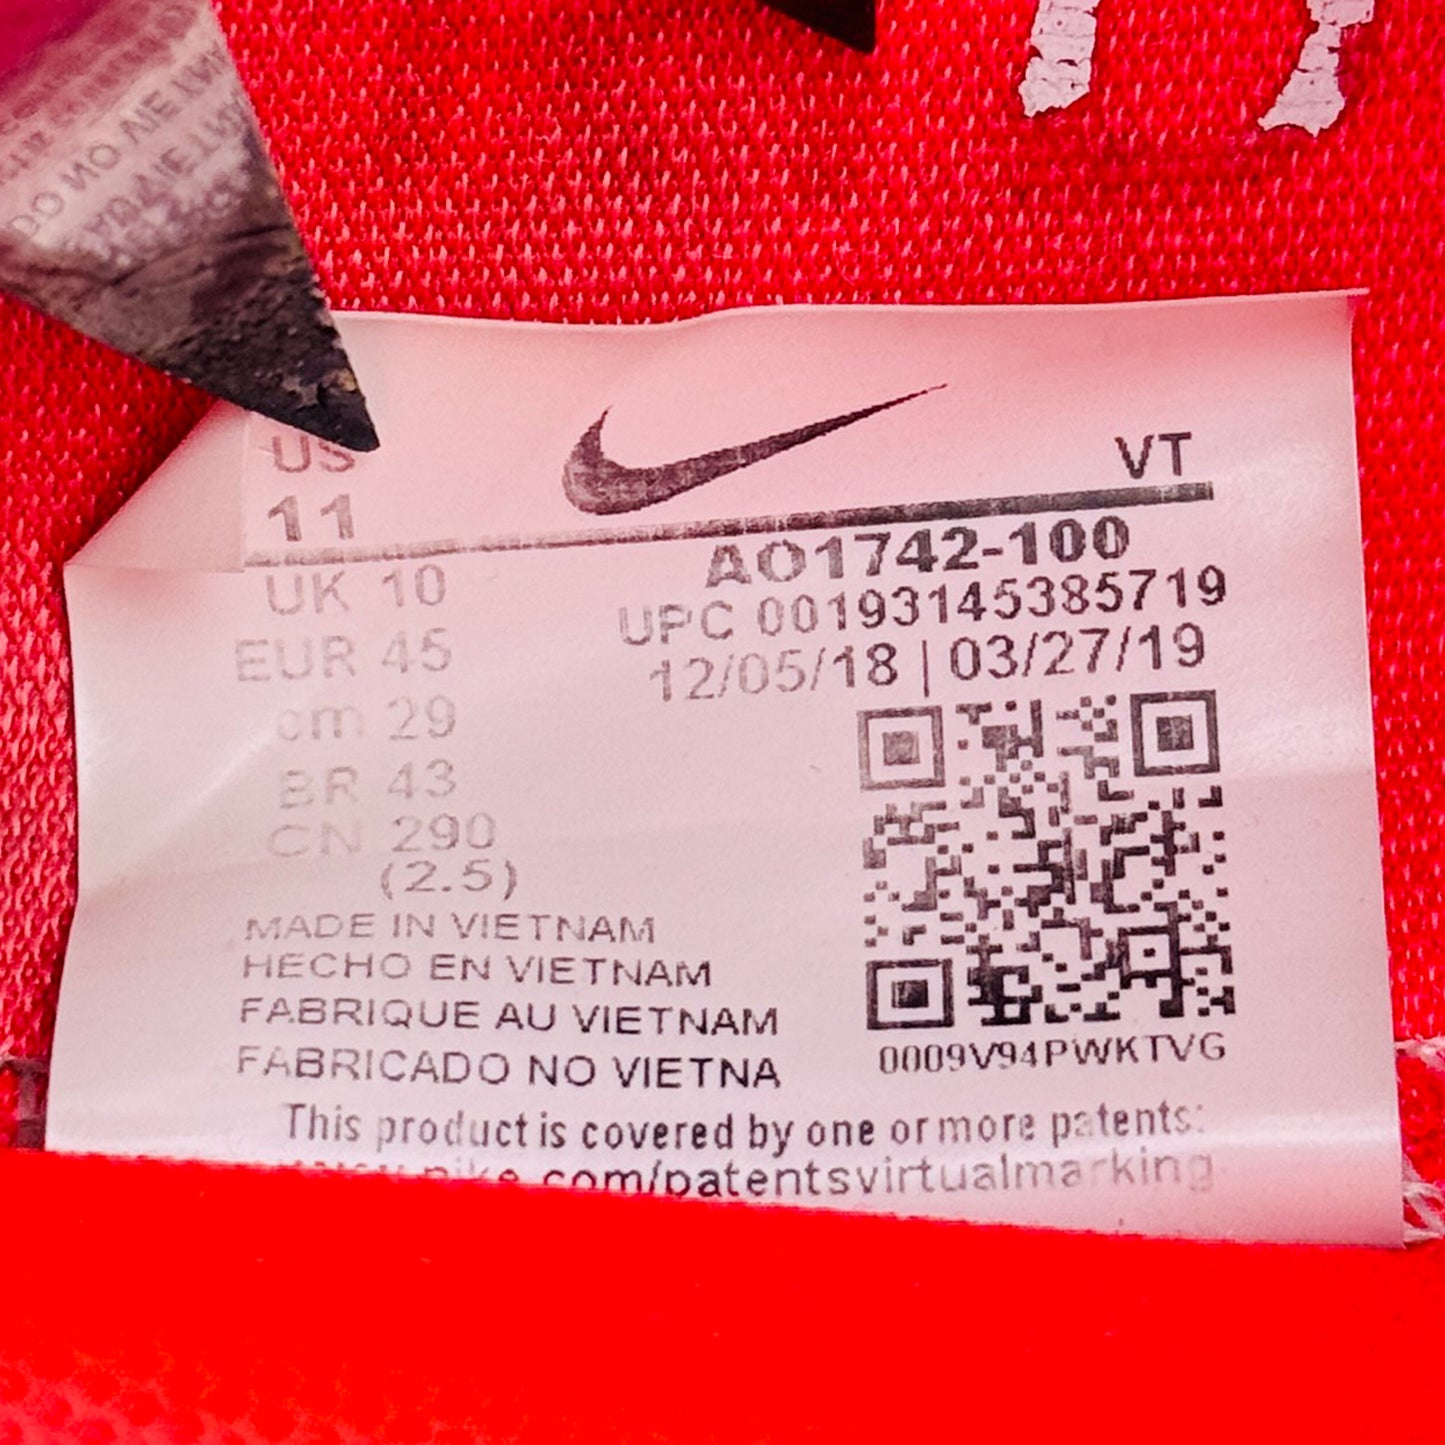 US
11
VT
AO1742-100
UPC 00193145385719
12/05/18 | 03/27/19
UK 10
EUR 45
cm 29
BR 43
CN 290
(2.5)
MADE IN VIETNAM
HECHO EN VIETNAM
FABRIQUE AU VIETNAM
FABRICADO NO VIETNA
0009V94PWKTVG
This product is covered by one or more patents:
www.nike.com/patentsvirtualmarking